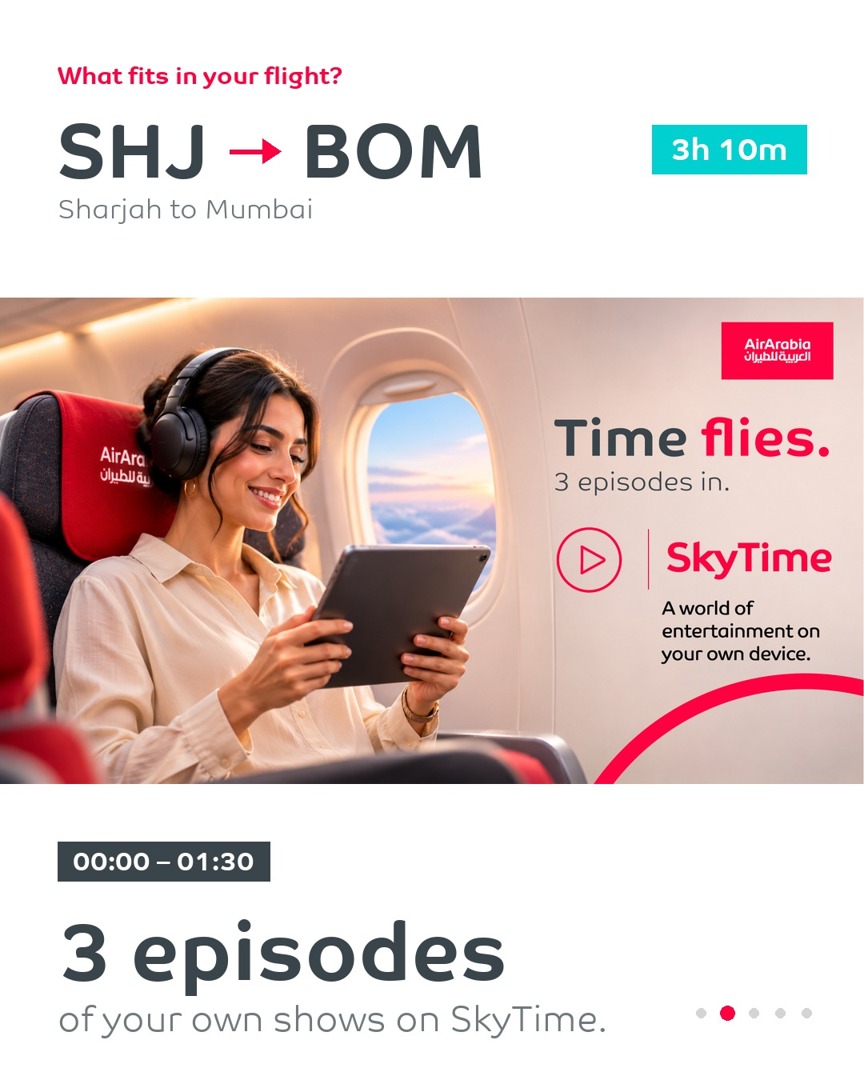 What fits in your flight?
SHJ → BOM
3h 10m
Sharjah to Mumbai
AirArabia
العربية للطيران
AirAra
للطيران
Time flies.
3 episodes in.
SkyTime
A world of
entertainment on
your own device.
00:00 – 01:30
3 episodes
of your own shows on SkyTime.